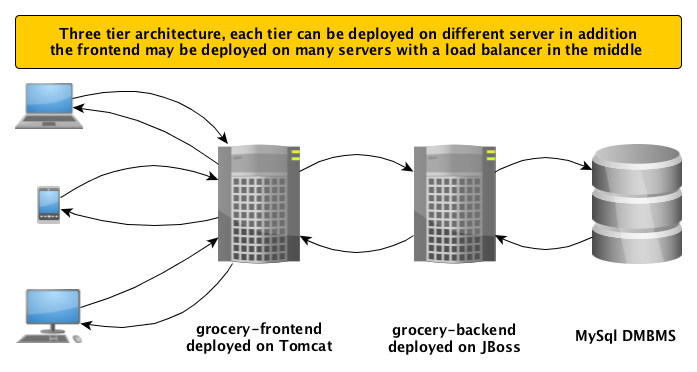 Three tier architecture, each tier can be deployed on different server in addition
the frontend may be deployed on many servers with a load balancer in the middle
grocery-frontend
deployed on Tomcat
grocery-backend
deployed on JBoss
MySql DMBMS